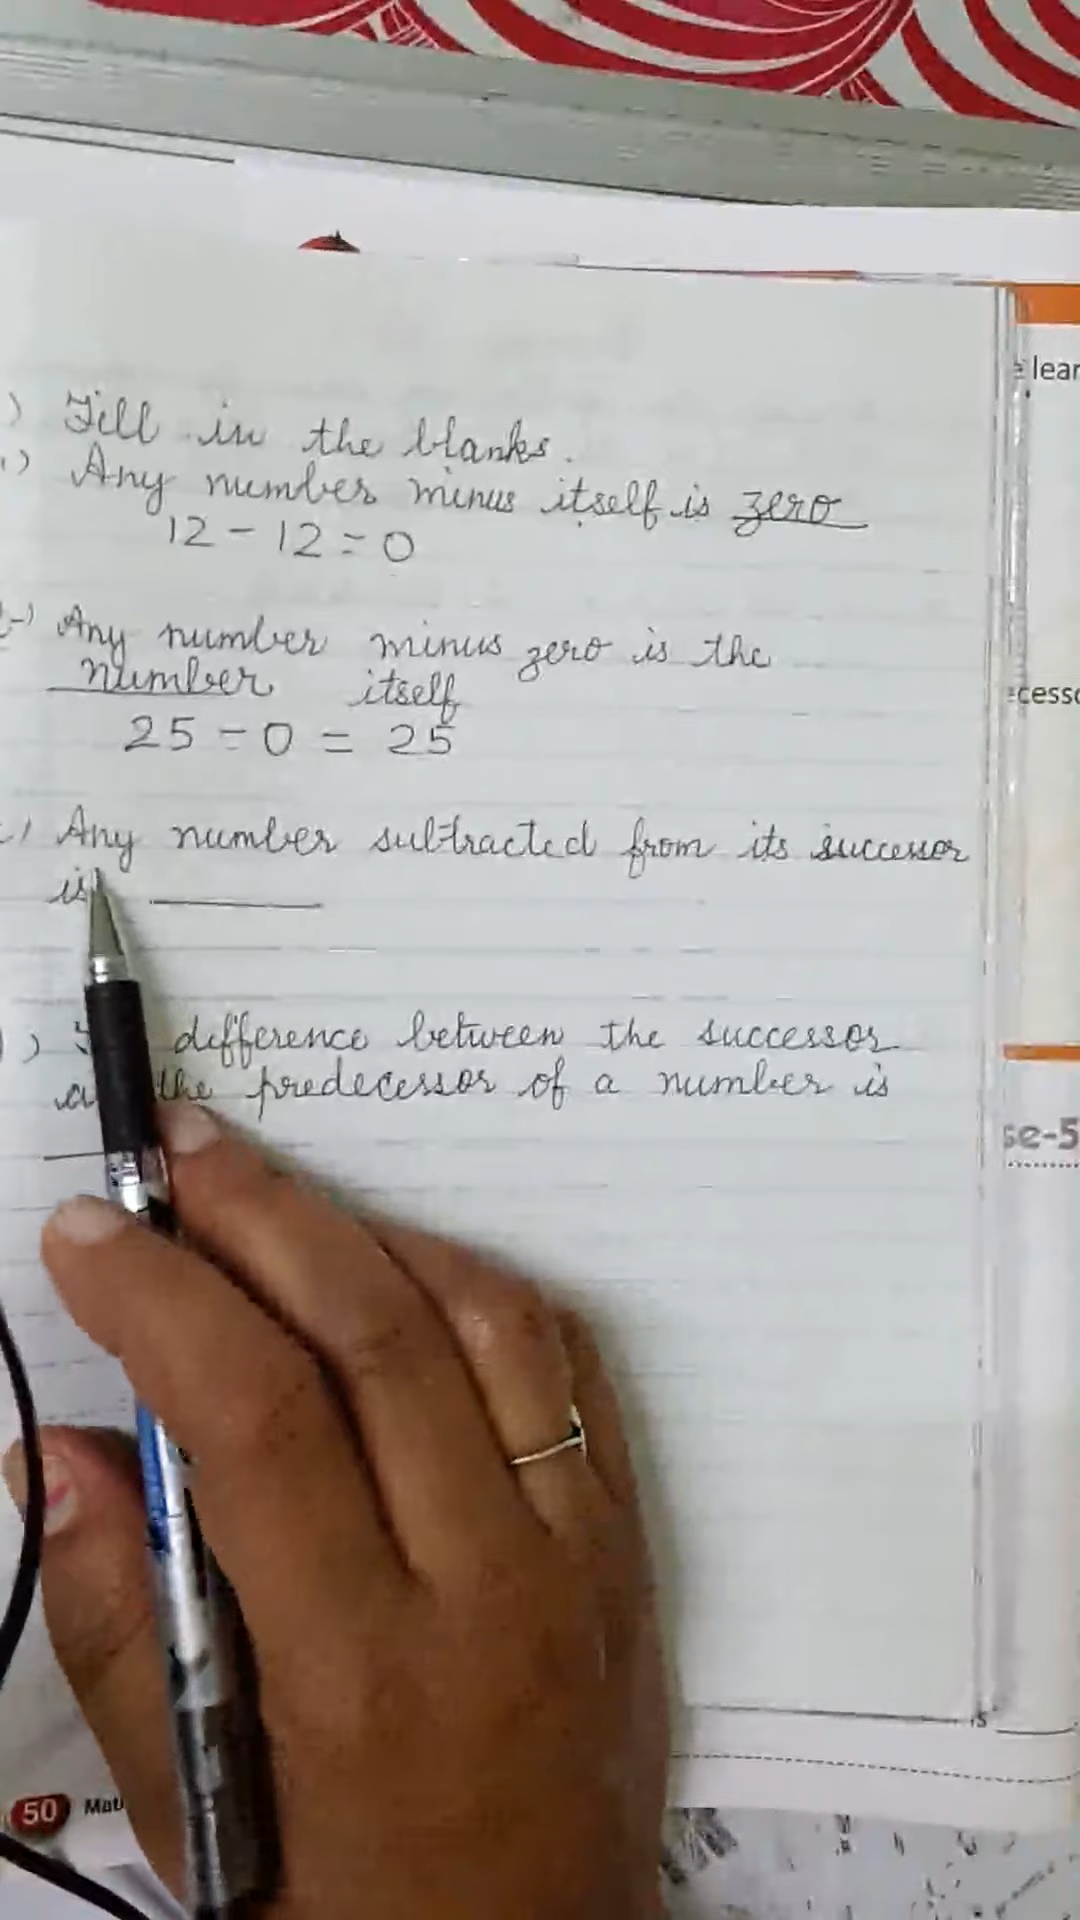 ) Fill in the blanks.
) Any number minus itself is zero
12 - 12 = 0
) Any number minus zero is the
number itself
25 - 0 = 25
) Any number subtracted from its successor
is
) difference between the successor
the predecessor of a number is
lear
cesso
se-5
50